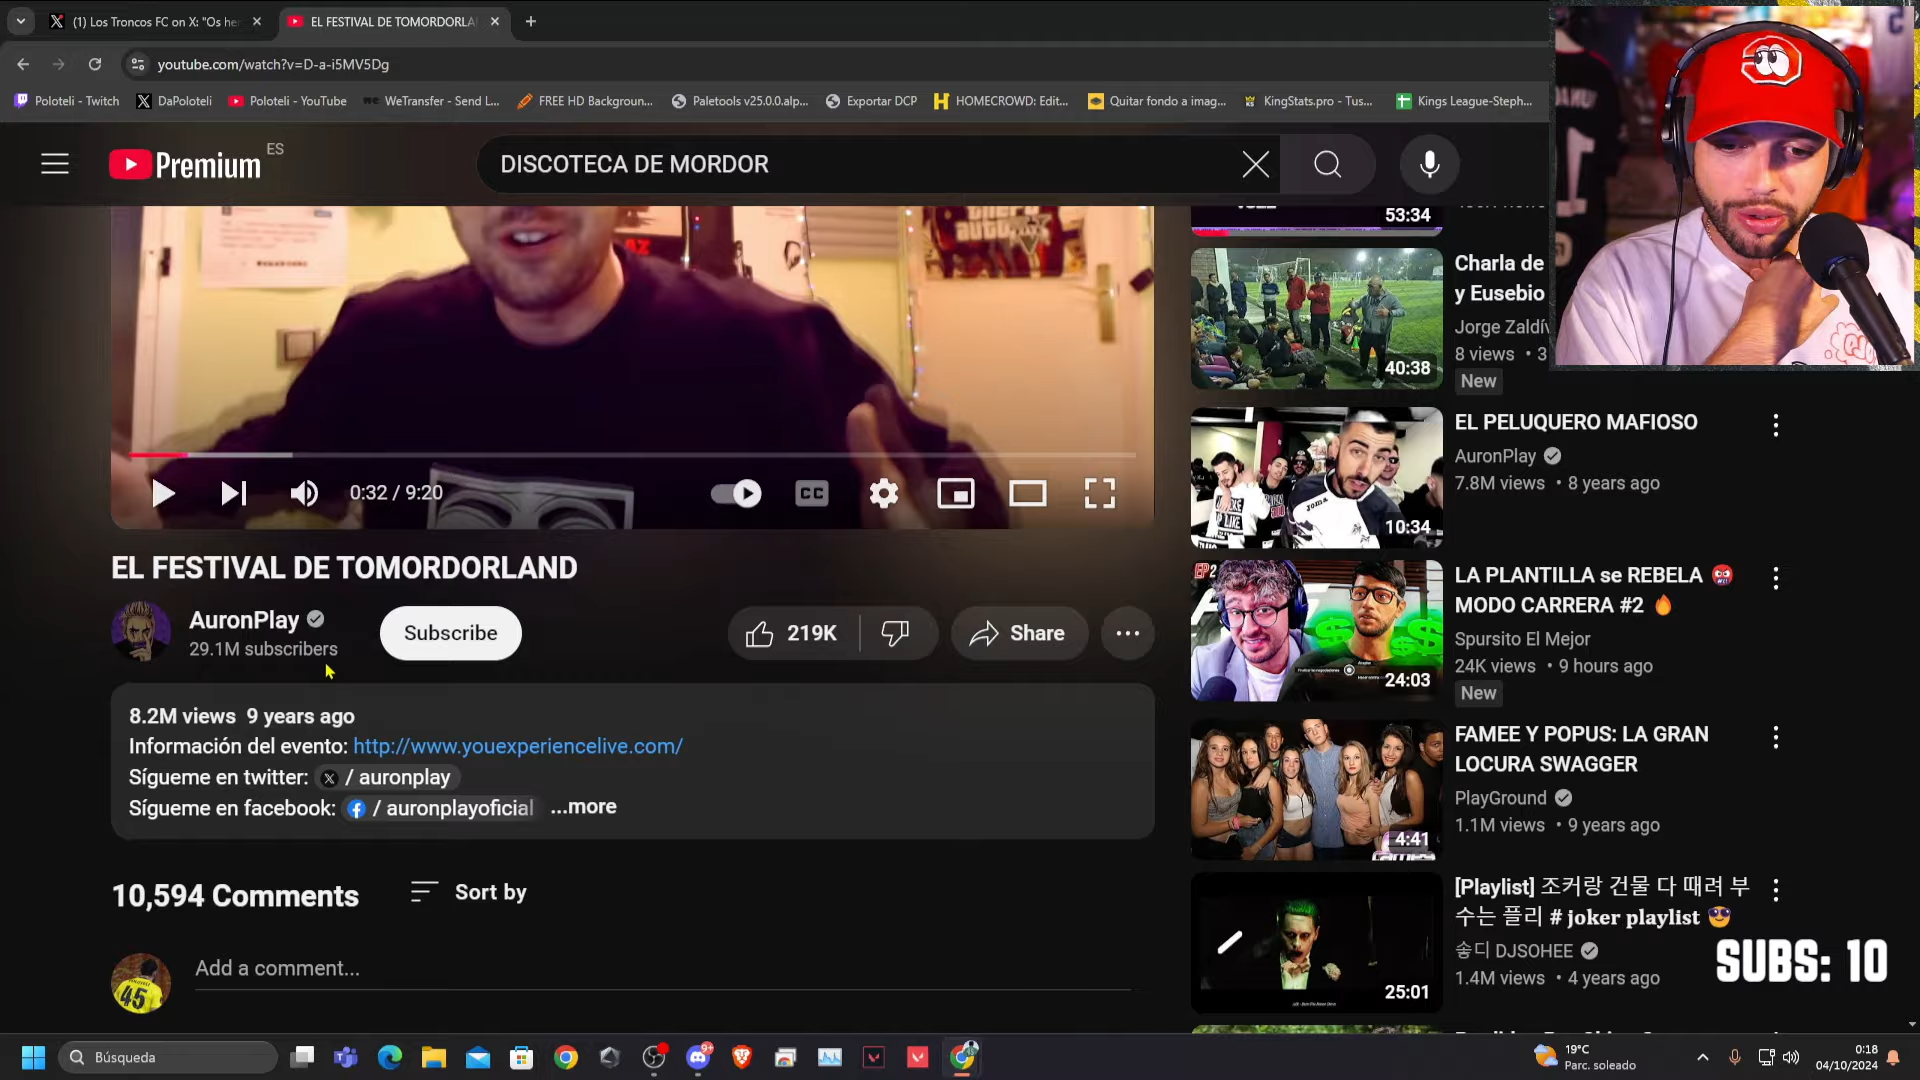 (1) Los Troncos FC on X: "Os he
EL FESTIVAL DE TOMORDORLA
youtube.com/watch?v=D-a-i5MV5Dg
Poloteli - Twitch
DaPoloteli
Poloteli - YouTube
WeTransfer - Send L...
FREE HD Backgroun...
Paletools v25.0.0.alp...
Exportar DCP
HOMECROWD: Edit...
Quitar fondo a imag...
KingStats.pro - Tus...
Kings League-Steph...
Premium ES
DISCOTECA DE MORDOR
53:34
Charla de
y Eusebio
Jorge Zaldív
8 views • 3
New
40:38
EL PELUQUERO MAFIOSO
AuronPlay
7.8M views • 8 years ago
10:34
0:32 / 9:20
CC
EL FESTIVAL DE TOMORDORLAND
AuronPlay
29.1M subscribers
Subscribe
219K
Share
EP2
LA PLANTILLA se REBELA 👹
MODO CARRERA #2 🔥
Spursito El Mejor
24K views • 9 hours ago
New
24:03
8.2M views 9 years ago
Información del evento: http://www.youexperiencelive.com/
Sígueme en twitter: X / auronplay
Sígueme en facebook: / auronplayoficial ...more
FAMEE Y POPUS: LA GRAN
LOCURA SWAGGER
PlayGround
1.1M views • 9 years ago
4:41
10,594 Comments
Sort by
[Playlist] 조커랑 건물 다 때려 부
수는 플리 # joker playlist 😎
송디 DJSOHEE
1.4M views • 4 years ago
25:01
45
Add a comment...
SUBS: 10
Búsqueda
19°C
Parc. soleado
0:18
04/10/2024